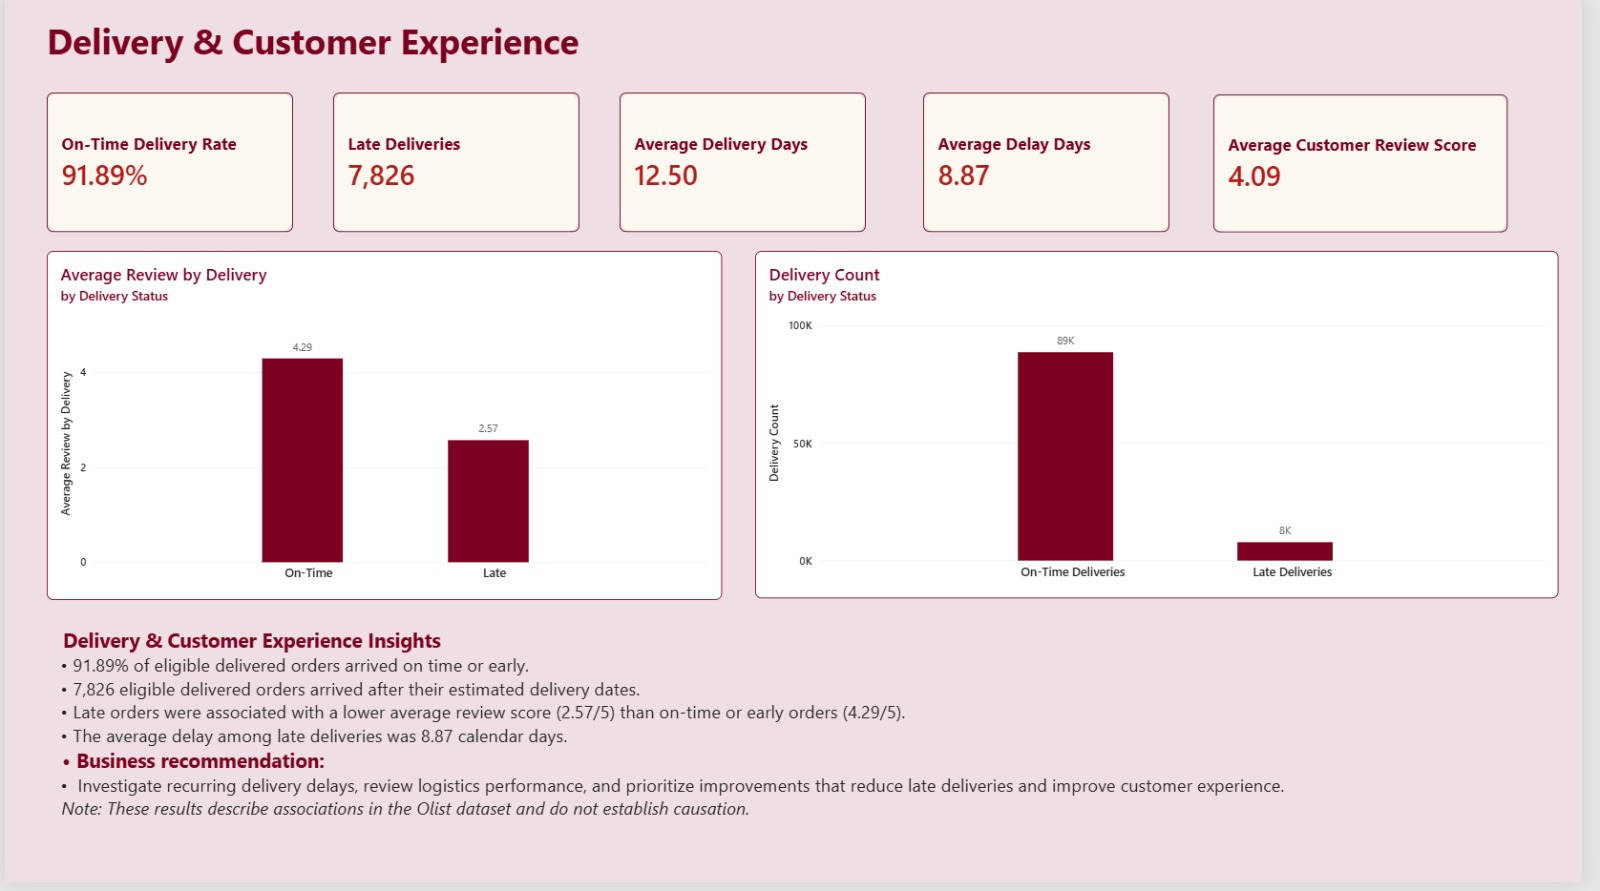 Delivery & Customer Experience
On-Time Delivery Rate
91.89%
Late Deliveries
7,826
Average Delivery Days
12.50
Average Delay Days
8.87
Average Customer Review Score
4.09
Average Review by Delivery
by Delivery Status
Average Review by Delivery
4
2
0
4.29
2.57
On-Time
Late
Delivery Count
by Delivery Status
Delivery Count
100K
50K
0K
89K
8K
On-Time Deliveries
Late Deliveries
Delivery & Customer Experience Insights
• 91.89% of eligible delivered orders arrived on time or early.
• 7,826 eligible delivered orders arrived after their estimated delivery dates.
• Late orders were associated with a lower average review score (2.57/5) than on-time or early orders (4.29/5).
• The average delay among late deliveries was 8.87 calendar days.
• Business recommendation:
• Investigate recurring delivery delays, review logistics performance, and prioritize improvements that reduce late deliveries and improve customer experience.
Note: These results describe associations in the Olist dataset and do not establish causation.